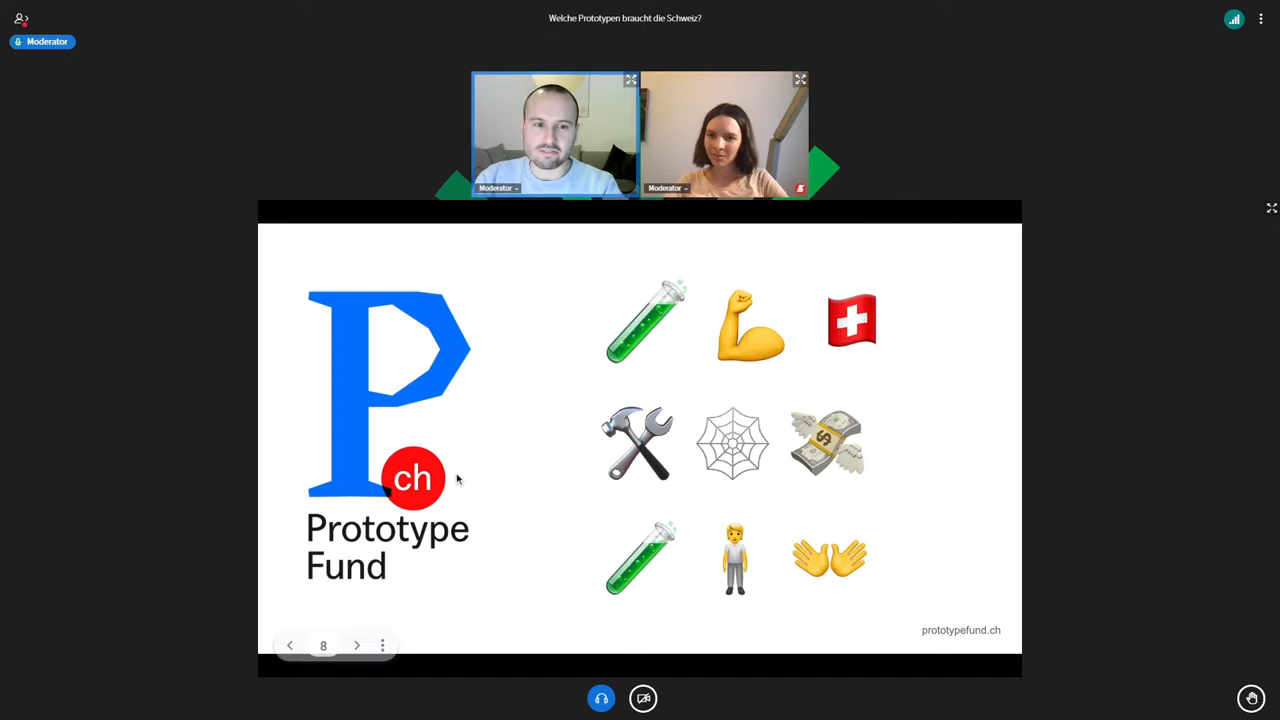 Welche Prototypen braucht die Schweiz?
Moderator
Moderator
Moderator
ch
Prototype
Fund
prototypefund.ch
8